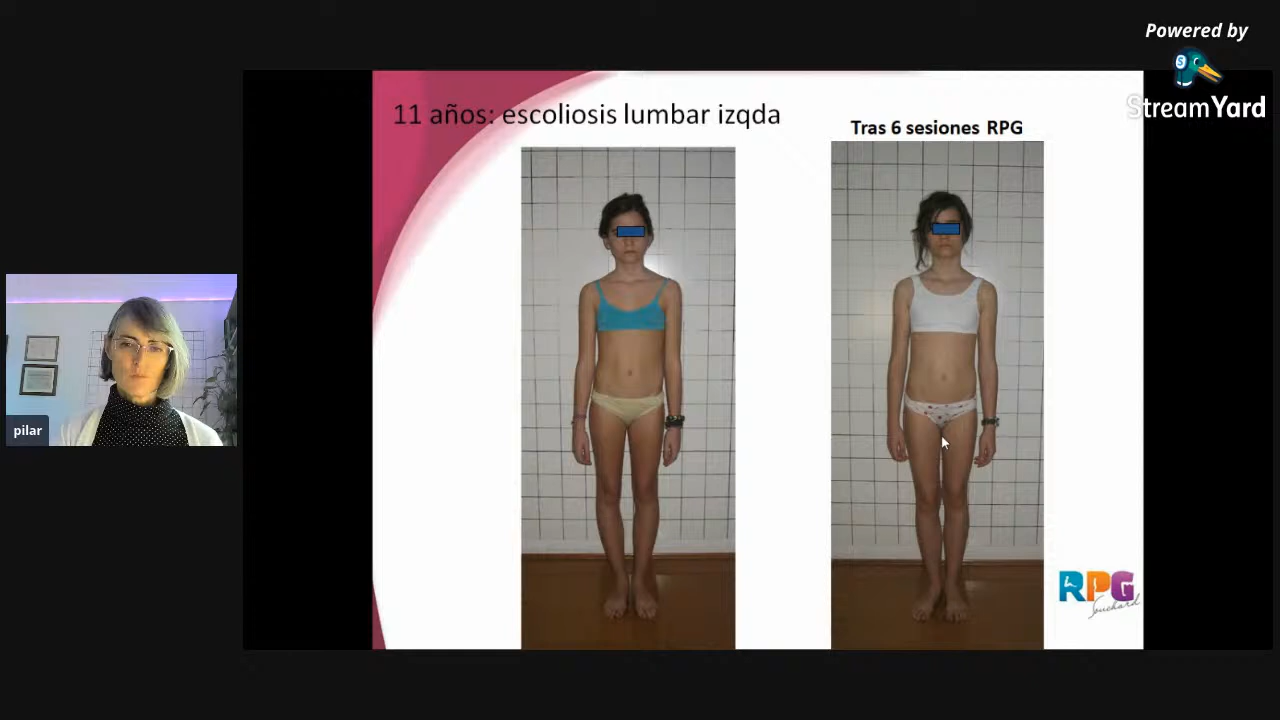 Powered by
StreamYard
11 años: escoliosis lumbar izqda
Tras 6 sesiones RPG
pilar
RPG
Souchard